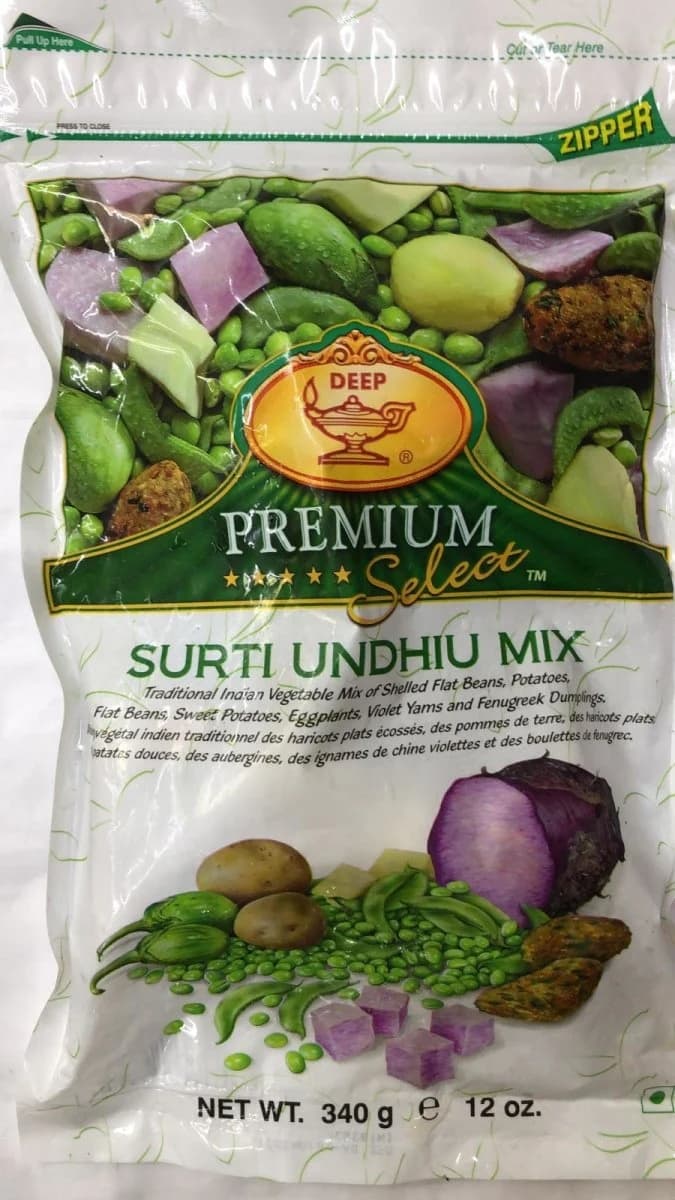 Pull Up Here
Cut or Tear Here
PRESS TO CLOSE
ZIPPER
DEEP
®
PREMIUM
Select TM
SURTI UNDHIU MIX
Traditional Indian Vegetable Mix of Shelled Flat Beans, Potatoes,
Flat Beans, Sweet Potatoes, Eggplants, Violet Yams and Fenugreek Dumplings.
végétal indien traditionnel des haricots plats écossés, des pommes de terre, des haricots plats
patates douces, des aubergines, des ignames de chine violettes et des boulettes de fenugrec.
NET WT. 340 g e 12 oz.